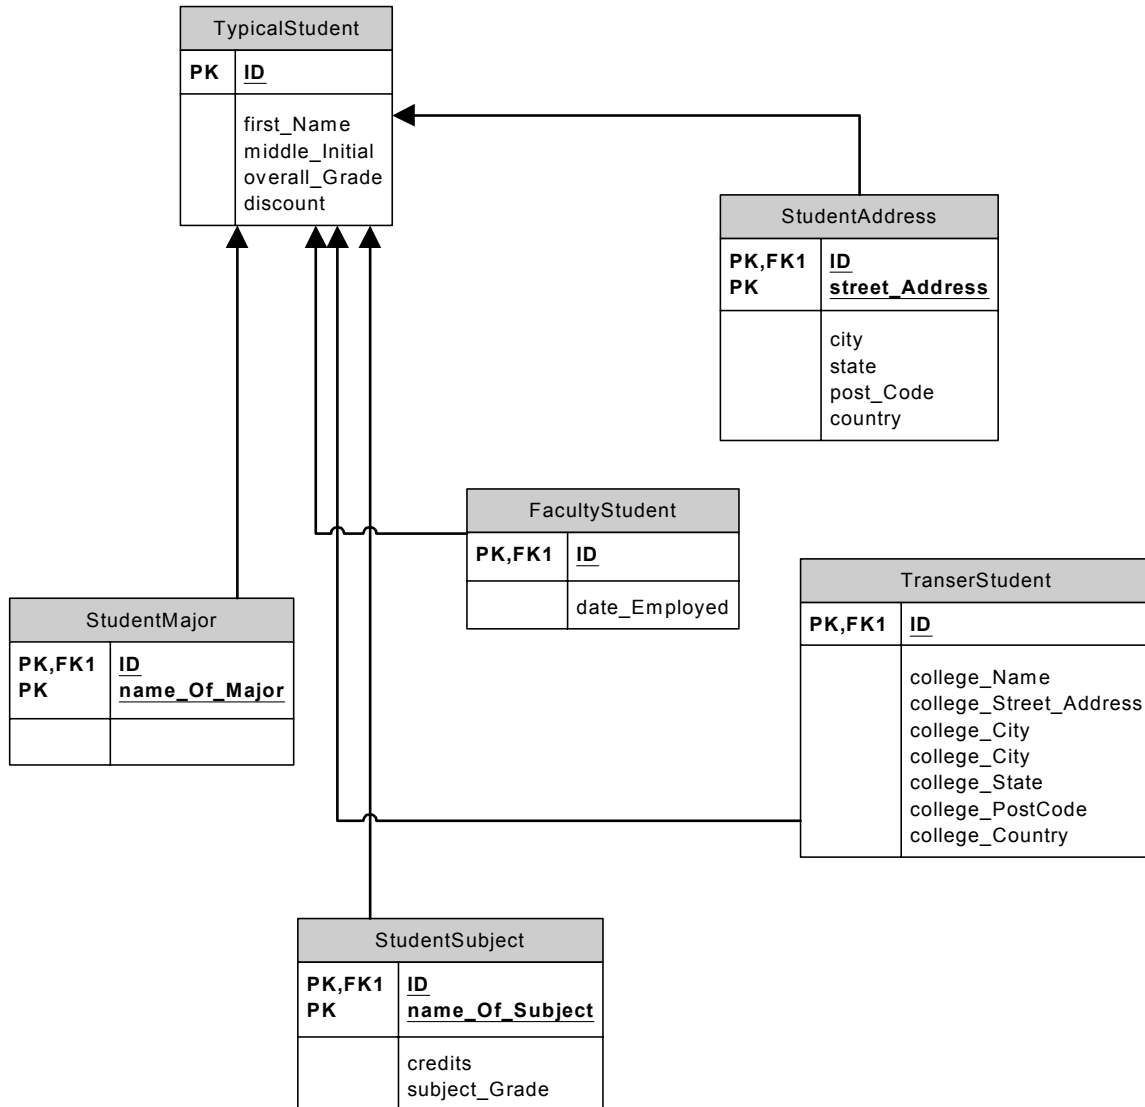 TypicalStudent
PK ID
first_Name
middle_Initial
overall_Grade
discount
StudentAddress
PK,FK1 ID
PK street_Address
city
state
post_Code
country
FacultyStudent
PK,FK1 ID
date_Employed
TranserStudent
PK,FK1 ID
college_Name
college_Street_Address
college_City
college_City
college_State
college_PostCode
college_Country
StudentMajor
PK,FK1 ID
PK name_Of_Major
StudentSubject
PK,FK1 ID
PK name_Of_Subject
credits
subject_Grade